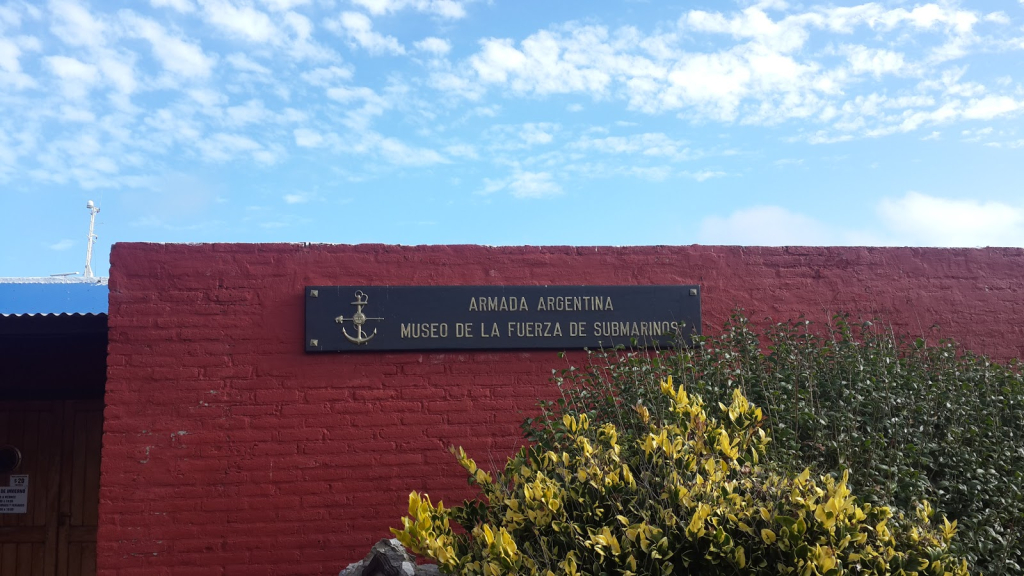 ARMADA ARGENTINA
MUSEO DE LA FUERZA DE SUBMARINOS